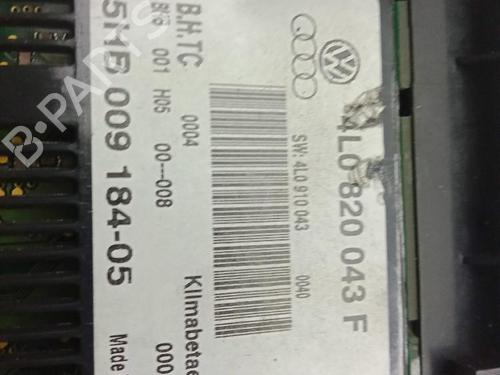 4L0 820 043 F
SW: 4L0 910 043 0040
B.H.TC 0004
001 H05 00---008
Klimabetae
000
5HB 009 184-05
Made
B-PARTS